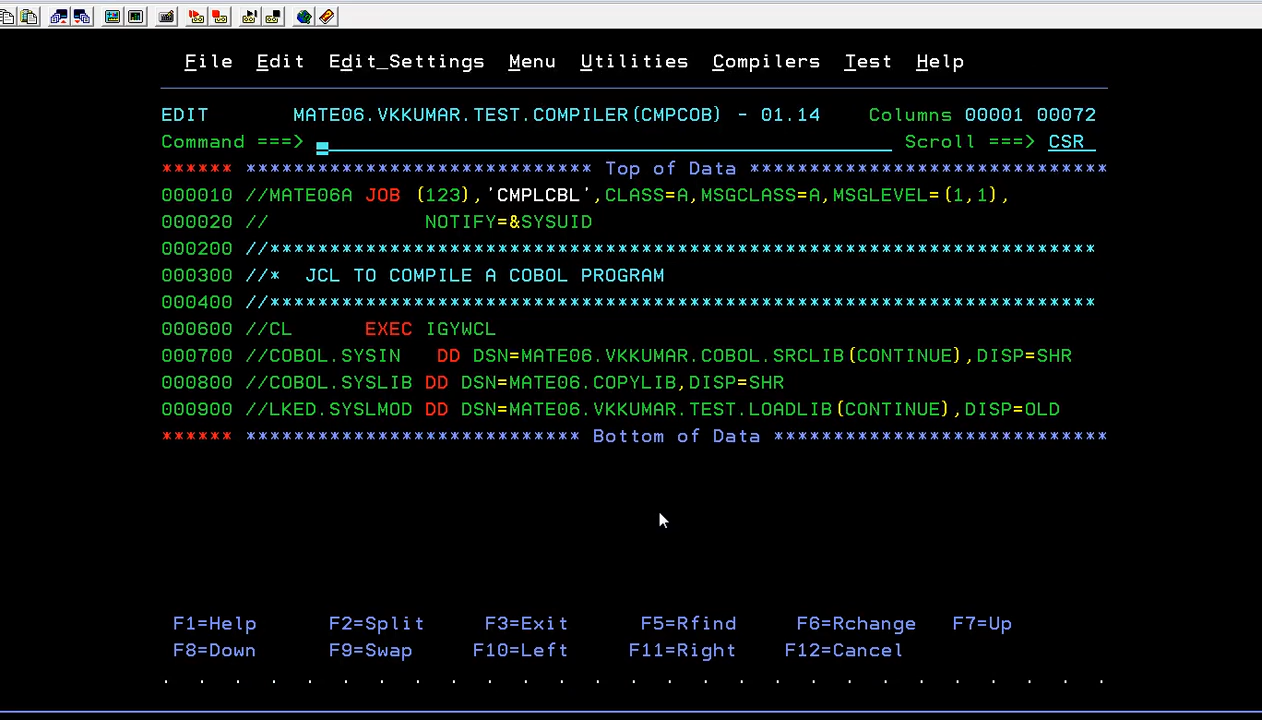 File Edit Edit_Settings Menu Utilities Compilers Test Help
EDIT MATE06.VKKUMAR.TEST.COMPILER(CMPCOB) - 01.14 Columns 00001 00072
Command ===> Scroll ===> CSR
****** ***************************** Top of Data ******************************
000010 //MATE06A JOB (123),'CMPLCBL',CLASS=A,MSGCLASS=A,MSGLEVEL=(1,1),
000020 // NOTIFY=&SYSUID
000200 //*********************************************************************
000300 //* JCL TO COMPILE A COBOL PROGRAM
000400 //*********************************************************************
000600 //CL EXEC IGYWCL
000700 //COBOL.SYSIN DD DSN=MATE06.VKKUMAR.COBOL.SRCLIB(CONTINUE),DISP=SHR
000800 //COBOL.SYSLIB DD DSN=MATE06.COPYLIB,DISP=SHR
000900 //LKED.SYSLMOD DD DSN=MATE06.VKKUMAR.TEST.LOADLIB(CONTINUE),DISP=OLD
****** **************************** Bottom of Data ****************************
F1=Help F2=Split F3=Exit F5=Rfind F6=Rchange F7=Up
F8=Down F9=Swap F10=Left F11=Right F12=Cancel
. . . . . . . . . . . . . . . . . . . . . . . . . . .